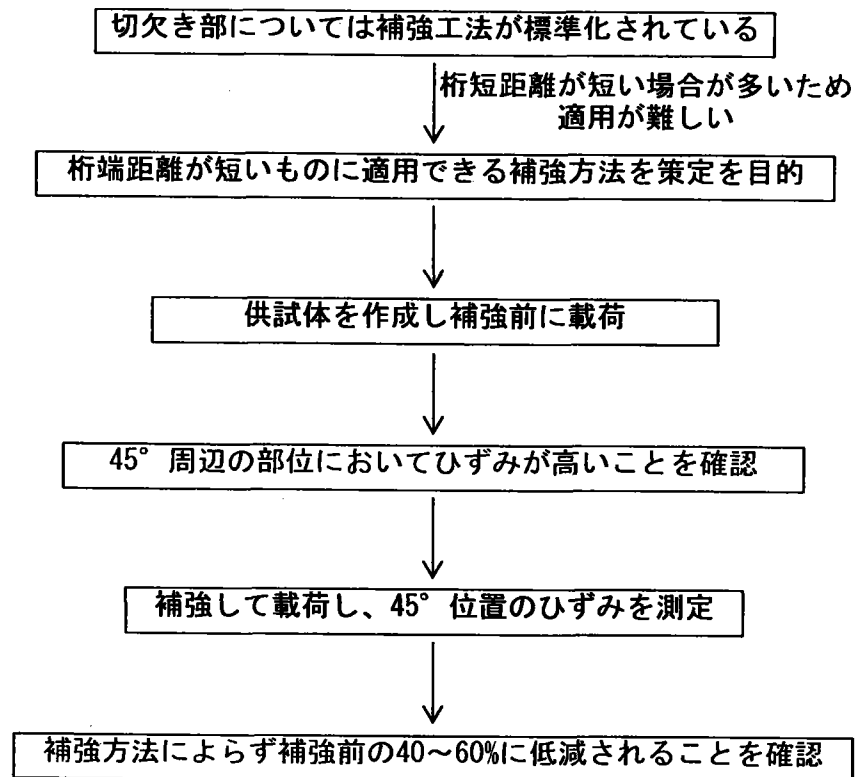 切欠き部については補強工法が標準化されている
桁短距離が短い場合が多いため
適用が難しい
桁端距離が短いものに適用できる補強方法を策定を目的
供試体を作成し補強前に載荷
45°周辺の部位においてひずみが高いことを確認
補強して載荷し、45°位置のひずみを測定
補強方法によらず補強前の40～60%に低減されることを確認